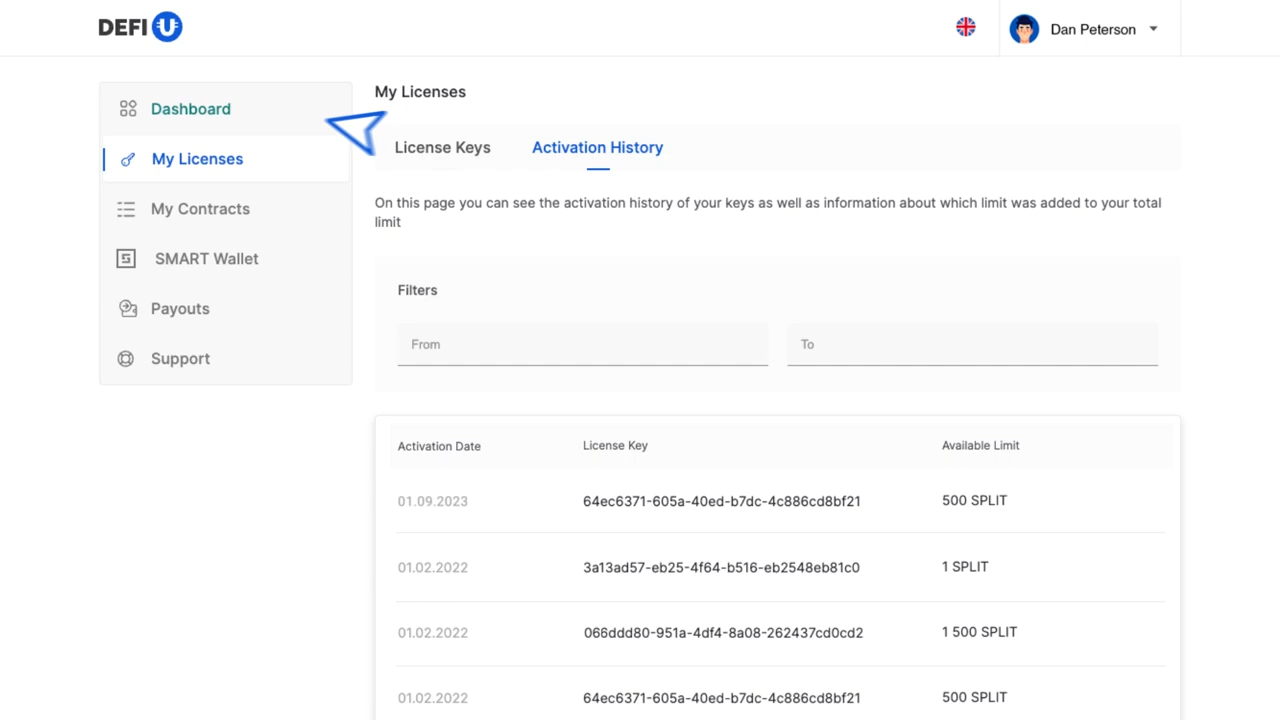 DEFI U
Dan Peterson
Dashboard
My Licenses
My Contracts
SMART Wallet
Payouts
Support
My Licenses
License Keys
Activation History
On this page you can see the activation history of your keys as well as information about which limit was added to your total
limit
Filters
From
To
Activation Date
License Key
Available Limit
01.09.2023
64ec6371-605a-40ed-b7dc-4c886cd8bf21
500 SPLIT
01.02.2022
3a13ad57-eb25-4f64-b516-eb2548eb81c0
1 SPLIT
01.02.2022
066ddd80-951a-4df4-8a08-262437cd0cd2
1 500 SPLIT
01.02.2022
64ec6371-605a-40ed-b7dc-4c886cd8bf21
500 SPLIT